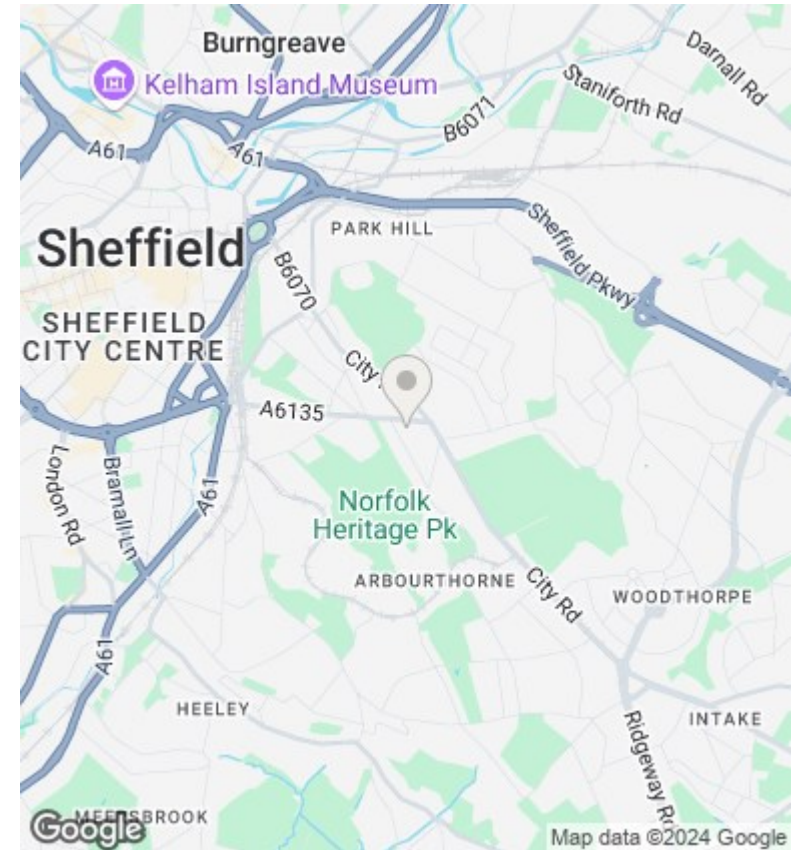 Burngreave
Kelham Island Museum
Darnall Rd
Staniforth Rd
B6071
A61
A61
PARK HILL
Sheffield
Sheffield Pkwy
B6070
SHEFFIELD
CITY CENTRE
City
A6135
London Rd
Bramall Ln
A61
Norfolk
Heritage Pk
ARBOURTHORNE
City Rd
WOODTHORPE
A61
HEELEY
INTAKE
Ridgeway Rd
MEERSBROOK
Google
Map data ©2024 Google